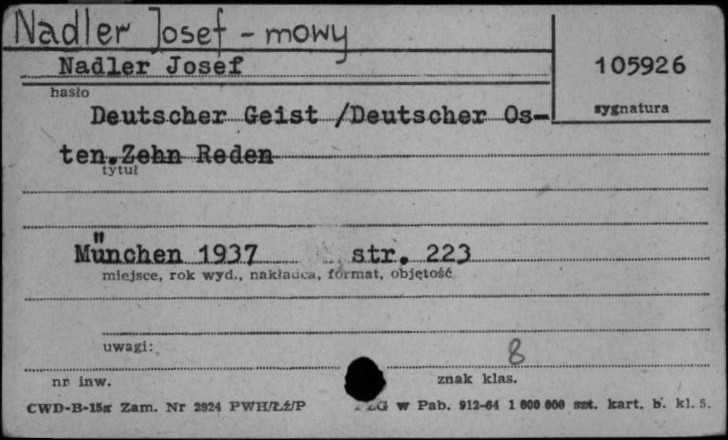 Nadler Josef - mowy
Nadler Josef
105926
hasło
sygnatura
Deutscher Geist /Deutscher Os-
ten.Zehn Reden
tytuł
München 1937 str. 223
miejsce, rok wyd., nakładca, format, objętość
uwagi:
8
nr inw.
znak klas.
CWD-B-15g Zam. Nr 2924 PWH/Łź/P w Pab. 912-64 1 000 000 szt. kart. b. kl. 5.